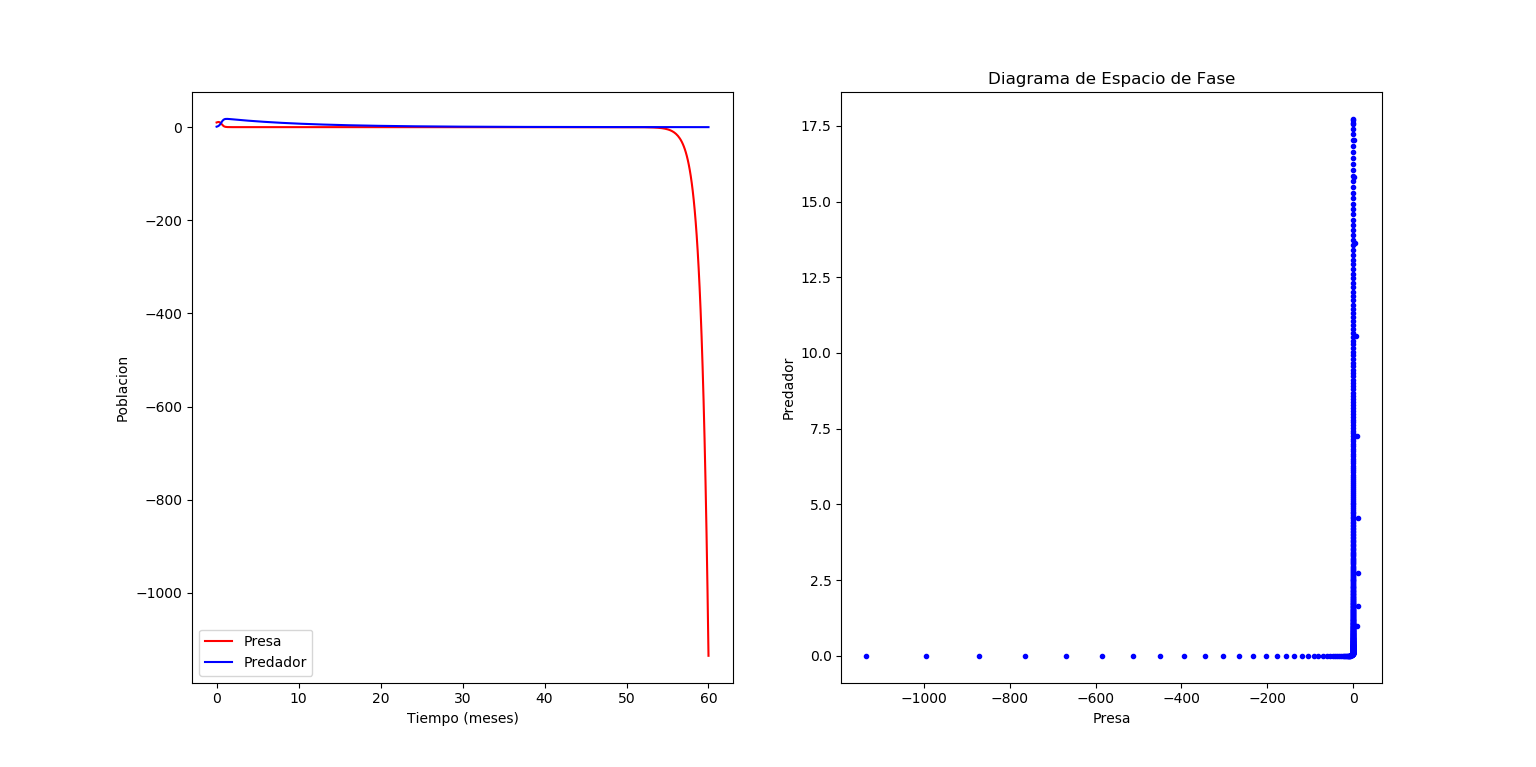 0
−200
−400
−600
−800
−1000
Poblacion
Presa
Predador
0 10 20 30 40 50 60
Tiempo (meses)
Diagrama de Espacio de Fase
17.5
15.0
12.5
10.0
7.5
5.0
2.5
0.0
Predador
−1000 −800 −600 −400 −200 0
Presa